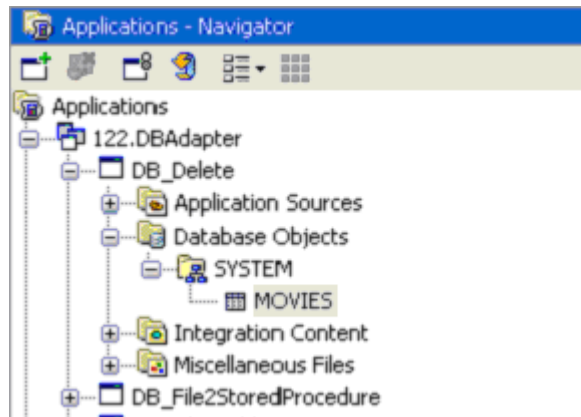 Applications - Navigator
Applications
122.DBAdapter
DB_Delete
Application Sources
Database Objects
SYSTEM
MOVIES
Integration Content
Miscellaneous Files
DB_File2StoredProcedure